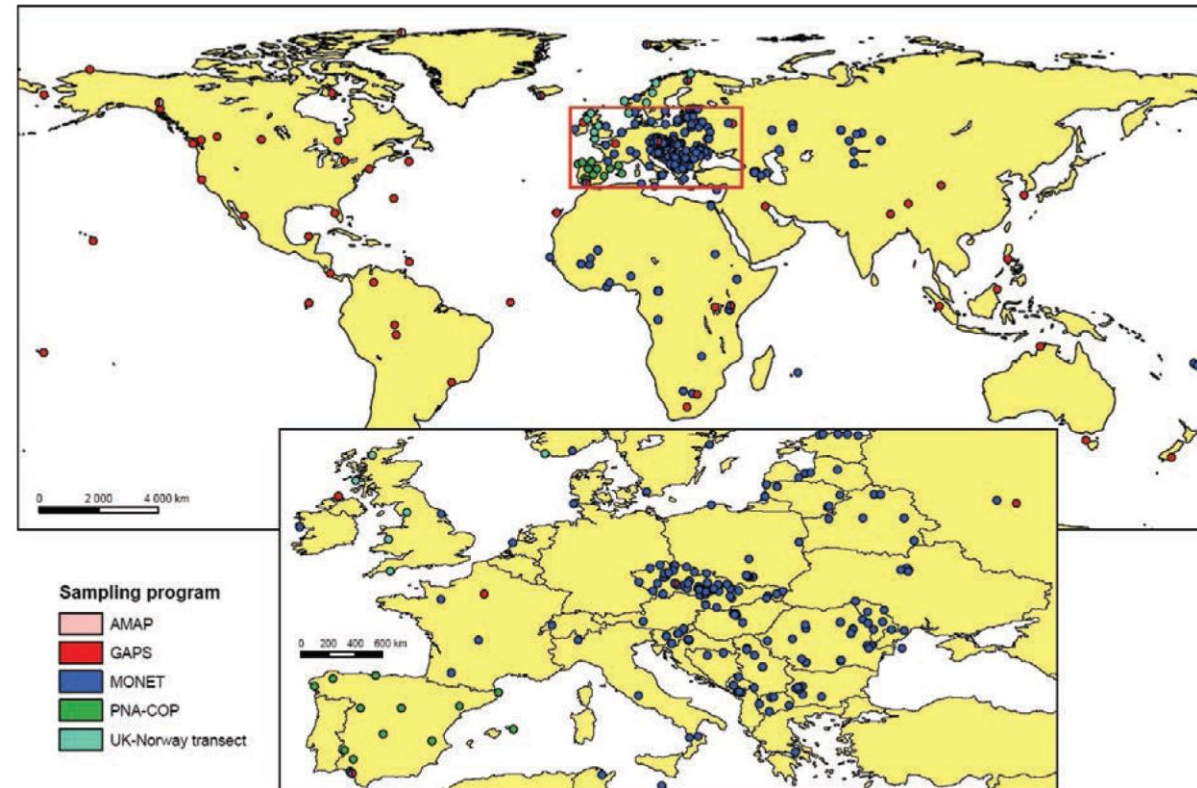 0 2 000 4 000 km
0 200 400 600 km
Sampling program
AMAP
GAPS
MONET
PNA-COP
UK-Norway transect